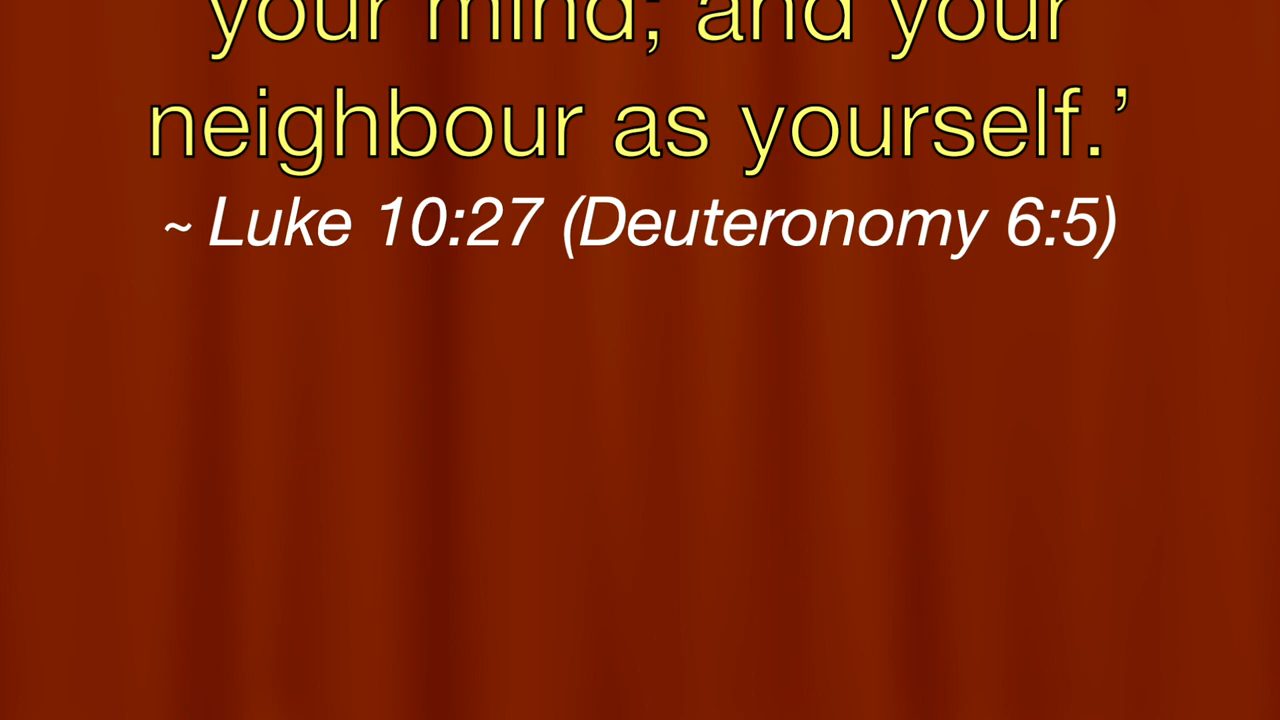 your mind; and your
neighbour as yourself.’
~ Luke 10:27 (Deuteronomy 6:5)